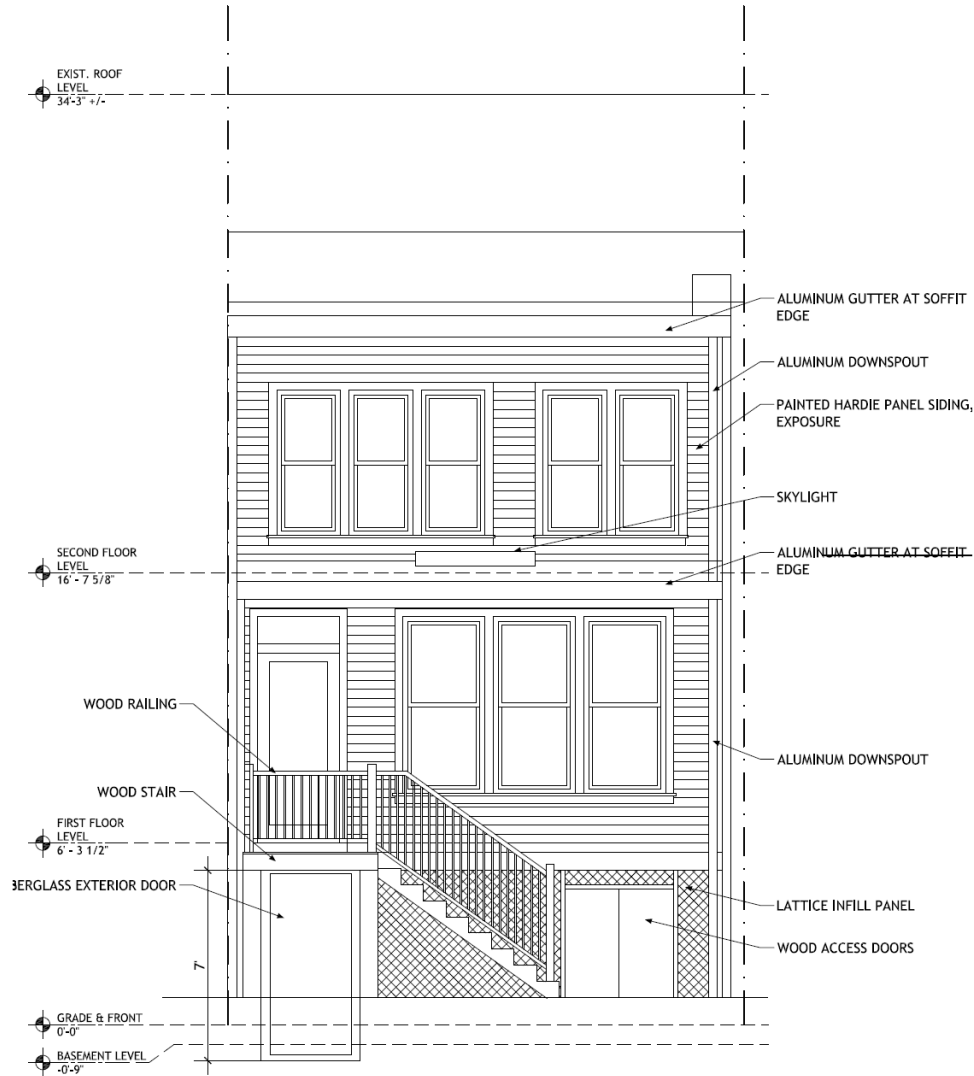 EXIST. ROOF
LEVEL
34'-3" +/-
ALUMINUM GUTTER AT SOFFIT
EDGE
ALUMINUM DOWNSPOUT
PAINTED HARDIE PANEL SIDING,
EXPOSURE
SKYLIGHT
SECOND FLOOR
LEVEL
16' - 7 5/8"
ALUMINUM GUTTER AT SOFFIT
EDGE
WOOD RAILING
ALUMINUM DOWNSPOUT
WOOD STAIR
FIRST FLOOR
LEVEL
6' - 3 1/2"
BERGLASS EXTERIOR DOOR
LATTICE INFILL PANEL
WOOD ACCESS DOORS
7'
GRADE & FRONT
0'-0"
BASEMENT LEVEL
-0'-9"